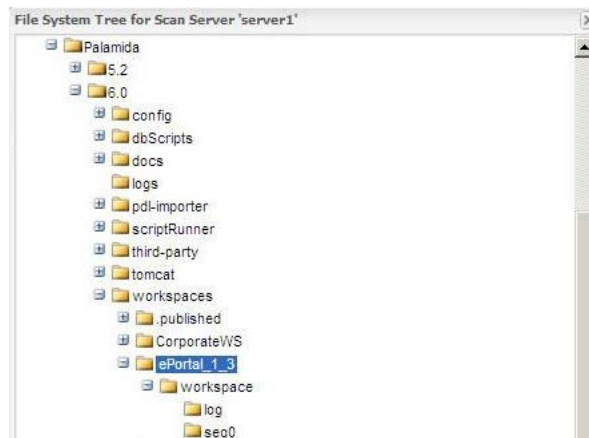 File System Tree for Scan Server 'server1'
Palamida
5.2
6.0
config
dbScripts
docs
logs
pdl-importer
scriptRunner
third-party
tomcat
workspaces
.published
CorporateWS
ePortal_1_3
workspace
log
seg0